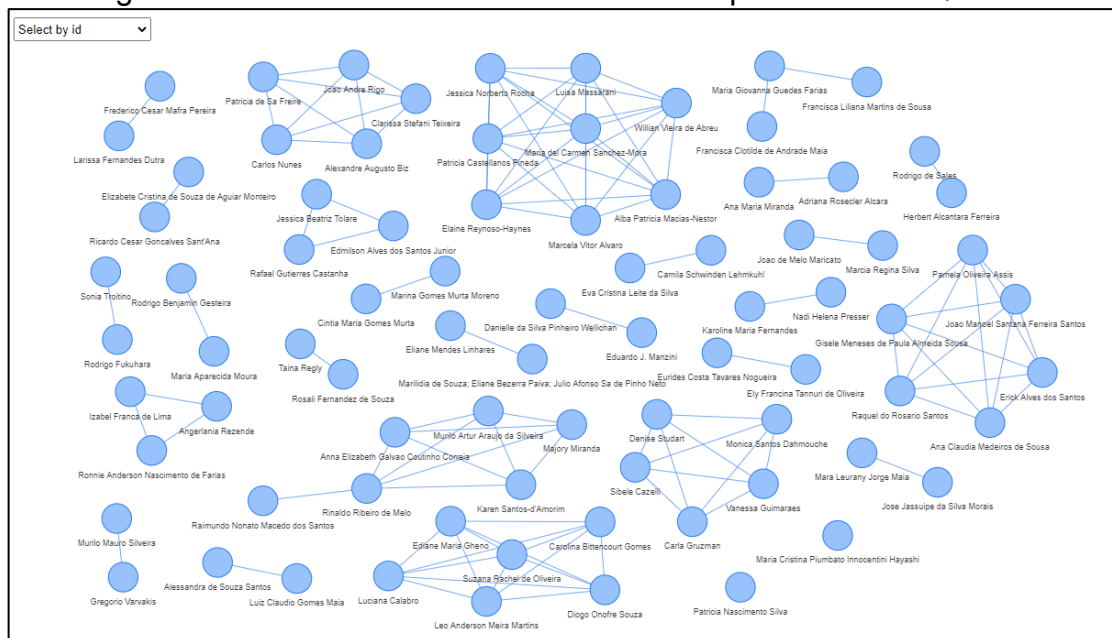 Select by id
Frederico Cesar Mafra Pereira
Larissa Fernandes Dutra
Patricia de Sa Freire
Joao Andre Rigo
Clarissa Stefani Teixeira
Carlos Nunes
Alexandre Augusto Biz
Jessica Norberto Rocha
Luisa Massarani
Willian Vieira de Abreu
Patricia Castellanos Pineda
Maria del Carmen Sanchez-Mora
Elaine Reynoso-Haynes
Alba Patricia Macias-Nestor
Marcela Vitor Alvaro
Maria Giovanna Guedes Farias
Francisca Liliana Martins de Sousa
Francisca Clotilde de Andrade Maia
Rodrigo de Sales
Herbert Alcantara Ferreira
Ana Maria Miranda
Adriana Rosecler Alcara
Elizabete Cristina de Souza de Aguiar Monteiro
Ricardo Cesar Goncalves Sant'Ana
Jessica Beatriz Tolare
Edmilson Alves dos Santos Junior
Rafael Gutierres Castanha
Joao de Melo Maricato
Marcia Regina Silva
Camila Schwinden Lehmkuhl
Eva Cristina Leite da Silva
Pamela Oliveira Assis
Joao Manoel Santana Ferreira Santos
Gisele Meneses de Paula Almeida Sousa
Erick Alves dos Santos
Raquel do Rosario Santos
Ana Claudia Medeiros de Sousa
Sonia Troitino
Rodrigo Fukuhara
Rodrigo Benjamin Gesteira
Maria Aparecida Moura
Marina Gomes Murta Moreno
Cintia Maria Gomes Murta
Nadi Helena Presser
Karoline Maria Fernandes
Danielle da Silva Pinheiro Wellichan
Eduardo J. Manzini
Eliane Mendes Linhares
Marilidia de Souza; Eliane Bezerra Paiva; Julio Afonso Sa de Pinho Neto
Taina Regly
Rosali Fernandez de Souza
Eurides Costa Tavares Nogueira
Ely Francina Tannuri de Oliveira
Izabel Franca de Lima
Angerlania Rezende
Ronnie Anderson Nascimento de Farias
Murilo Artur Araujo da Silveira
Majory Miranda
Anna Elizabeth Galvao Coutinho Correia
Karen Santos-d'Amorim
Rinaldo Ribeiro de Melo
Raimundo Nonato Macedo dos Santos
Denise Studart
Monica Santos Dahmouche
Sibele Cazelli
Vanessa Guimaraes
Carla Gruzman
Mara Leurany Jorge Maia
Jose Jassuipe da Silva Morais
Murilo Mauro Silveira
Gregorio Varvakis
Alessandra de Souza Santos
Luiz Claudio Gomes Maia
Ediane Maria Gheno
Carolina Bittencourt Gomes
Suzana Rachel de Oliveira
Luciana Calabro
Diogo Onofre Souza
Leo Anderson Meira Martins
Maria Cristina Piumbato Innocentini Hayashi
Patricia Nascimento Silva